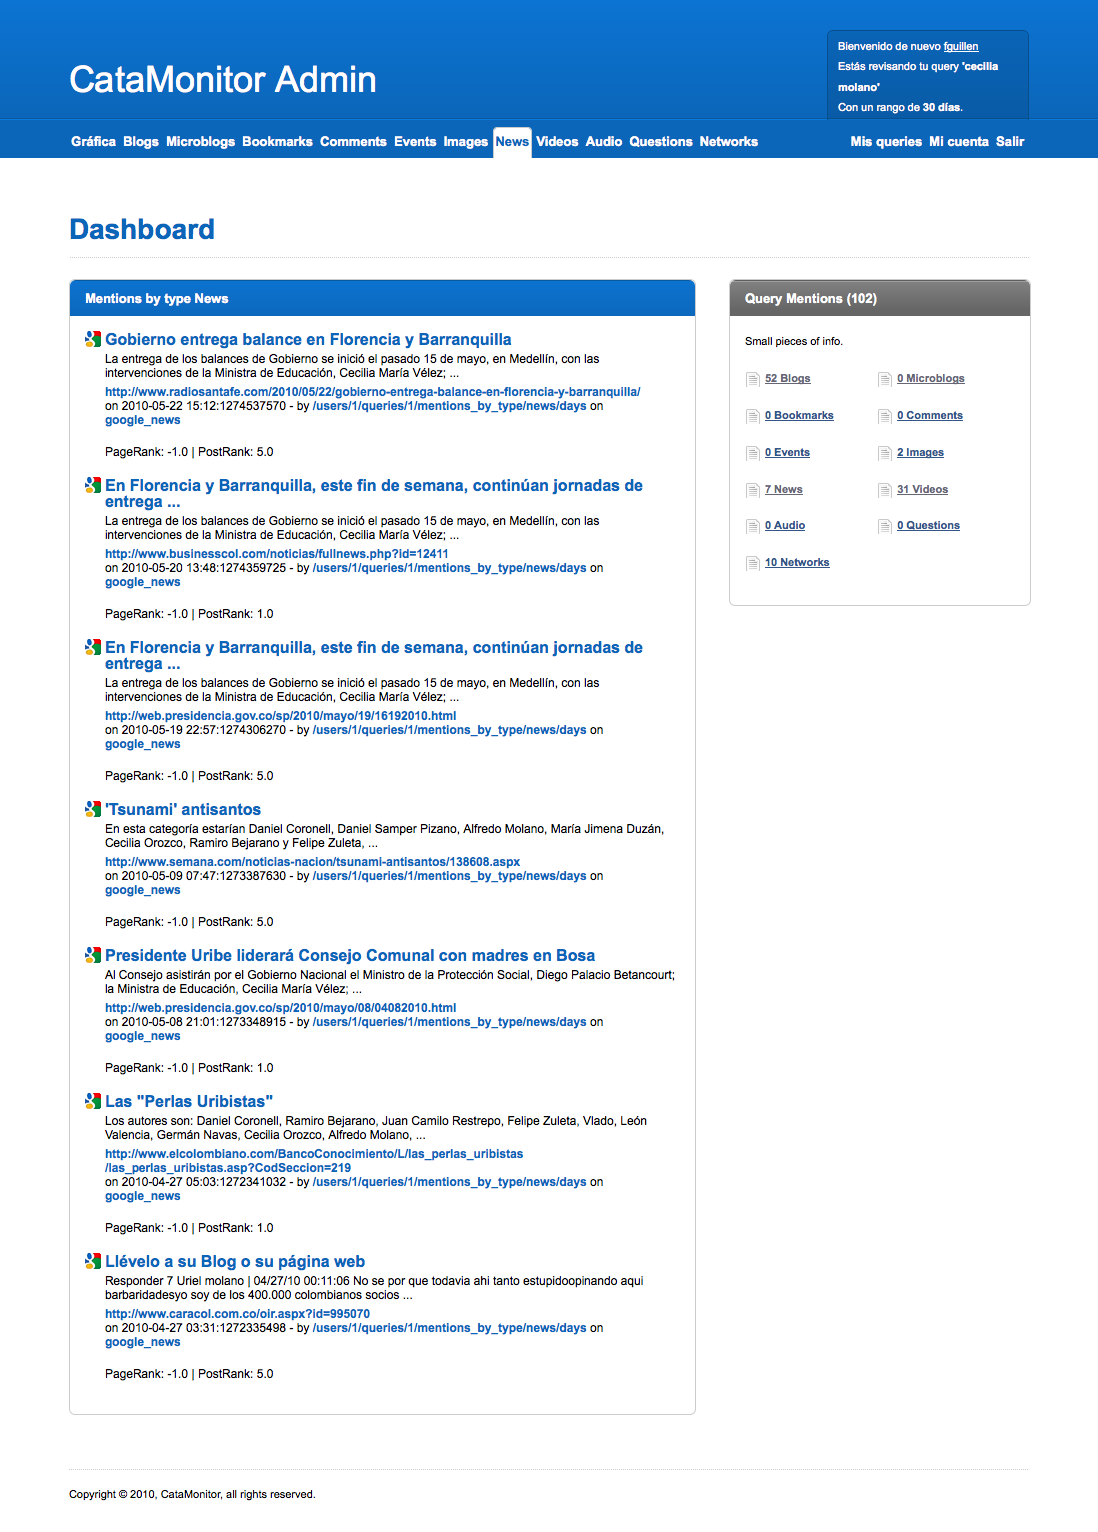 Bienvenido de nuevo fguillen
Estás revisando tu query 'cecilia
molano'
Con un rango de 30 días.
CataMonitor Admin
Gráfica Blogs Microblogs Bookmarks Comments Events Images News Videos Audio Questions Networks Mis queries Mi cuenta Salir
Dashboard
Mentions by type News
Gobierno entrega balance en Florencia y Barranquilla
La entrega de los balances de Gobierno se inició el pasado 15 de mayo, en Medellín, con las
intervenciones de la Ministra de Educación, Cecilia María Vélez; ...
http://www.radiosantafe.com/2010/05/22/gobierno-entrega-balance-en-florencia-y-barranquilla/
on 2010-05-22 15:12:1274537570 - by /users/1/queries/1/mentions_by_type/news/days on
google_news
PageRank: -1.0 | PostRank: 5.0
En Florencia y Barranquilla, este fin de semana, continúan jornadas de
entrega ...
La entrega de los balances de Gobierno se inició el pasado 15 de mayo, en Medellín, con las
intervenciones de la Ministra de Educación, Cecilia María Vélez; ...
http://www.businesscol.com/noticias/fullnews.php?id=12411
on 2010-05-20 13:48:1274359725 - by /users/1/queries/1/mentions_by_type/news/days on
google_news
PageRank: -1.0 | PostRank: 1.0
En Florencia y Barranquilla, este fin de semana, continúan jornadas de
entrega ...
La entrega de los balances de Gobierno se inició el pasado 15 de mayo, en Medellín, con las
intervenciones de la Ministra de Educación, Cecilia María Vélez; ...
http://web.presidencia.gov.co/sp/2010/mayo/19/16192010.html
on 2010-05-19 22:57:1274306270 - by /users/1/queries/1/mentions_by_type/news/days on
google_news
PageRank: -1.0 | PostRank: 5.0
'Tsunami' antisantos
En esta categoría estarían Daniel Coronell, Daniel Samper Pizano, Alfredo Molano, María Jimena Duzán,
Cecilia Orozco, Ramiro Bejarano y Felipe Zuleta, ...
http://www.semana.com/noticias-nacion/tsunami-antisantos/138608.aspx
on 2010-05-09 07:47:1273387630 - by /users/1/queries/1/mentions_by_type/news/days on
google_news
PageRank: -1.0 | PostRank: 5.0
Presidente Uribe liderará Consejo Comunal con madres en Bosa
Al Consejo asistirán por el Gobierno Nacional el Ministro de la Protección Social, Diego Palacio Betancourt;
la Ministra de Educación, Cecilia María Vélez; ...
http://web.presidencia.gov.co/sp/2010/mayo/08/04082010.html
on 2010-05-08 21:01:1273348915 - by /users/1/queries/1/mentions_by_type/news/days on
google_news
PageRank: -1.0 | PostRank: 1.0
Las "Perlas Uribistas"
Los autores son: Daniel Coronell, Ramiro Bejarano, Juan Camilo Restrepo, Felipe Zuleta, Vlado, León
Valencia, Germán Navas, Cecilia Orozco, Alfredo Molano, ...
http://www.elcolombiano.com/BancoConocimiento/L/las_perlas_uribistas
/las_perlas_uribistas.asp?CodSeccion=219
on 2010-04-27 05:03:1272341032 - by /users/1/queries/1/mentions_by_type/news/days on
google_news
PageRank: -1.0 | PostRank: 1.0
Llévelo a su Blog o su página web
Responder 7 Uriel molano | 04/27/10 00:11:06 No se por que todavia ahi tanto estupidoopinando aqui
barbaridadesyo soy de los 400.000 colombianos socios ...
http://www.caracol.com.co/oir.aspx?id=995070
on 2010-04-27 03:31:1272335498 - by /users/1/queries/1/mentions_by_type/news/days on
google_news
PageRank: -1.0 | PostRank: 5.0
Query Mentions (102)
Small pieces of info.
52 Blogs 0 Microblogs
0 Bookmarks 0 Comments
0 Events 2 Images
7 News 31 Videos
0 Audio 0 Questions
10 Networks
Copyright © 2010, CataMonitor, all rights reserved.